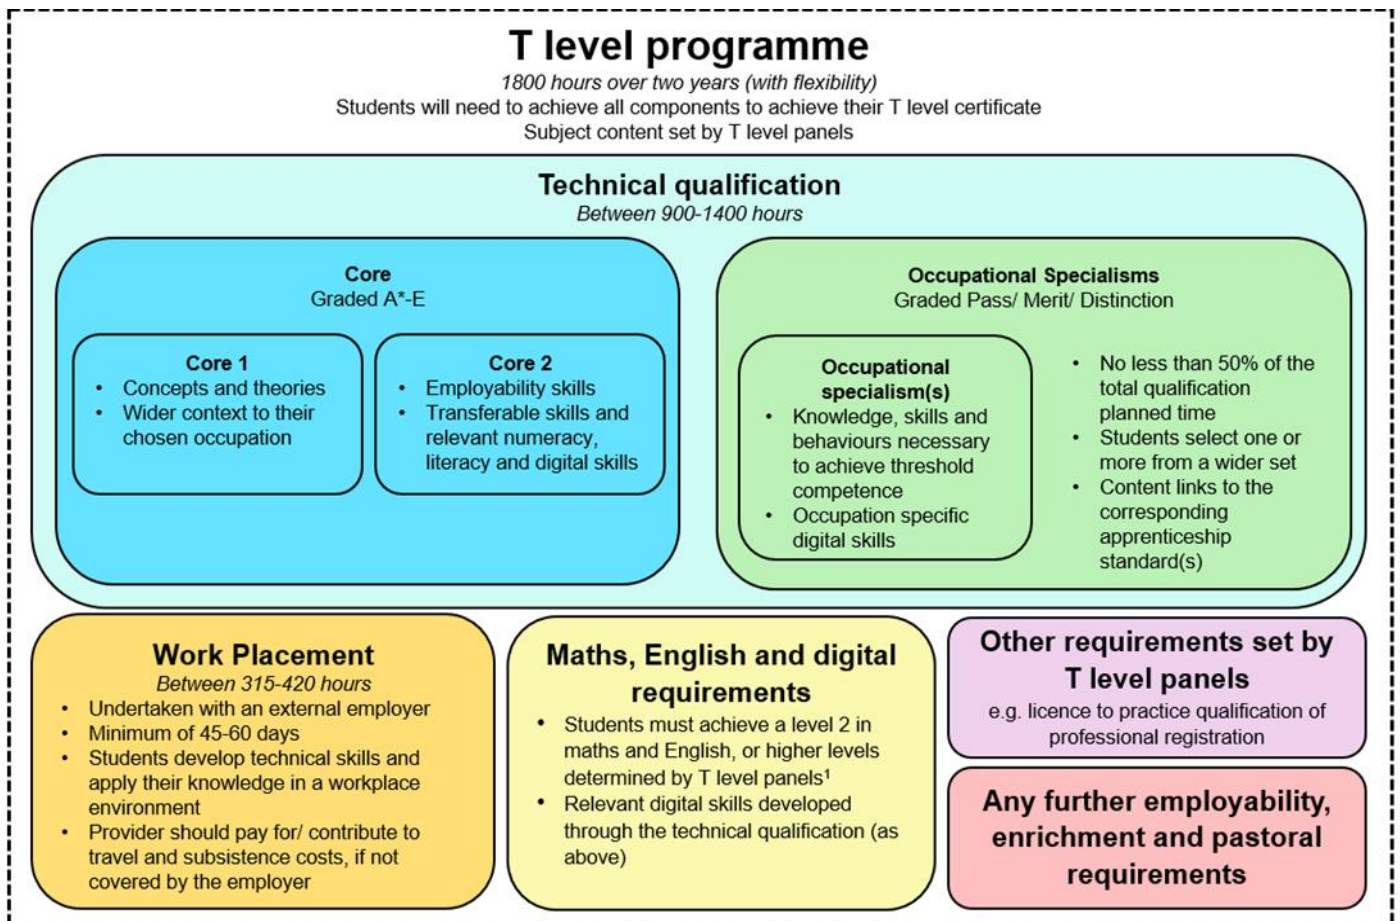 T level programme
1800 hours over two years (with flexibility)
Students will need to achieve all components to achieve their T level certificate
Subject content set by T level panels
Technical qualification
Between 900-1400 hours
Core
Graded A*-E
Core 1
• Concepts and theories
• Wider context to their
chosen occupation
Core 2
• Employability skills
• Transferable skills and
relevant numeracy,
literacy and digital skills
Occupational Specialisms
Graded Pass/ Merit/ Distinction
Occupational
specialism(s)
• Knowledge, skills and
behaviours necessary
to achieve threshold
competence
• Occupation specific
digital skills
• No less than 50% of the
total qualification
planned time
• Students select one or
more from a wider set
• Content links to the
corresponding
apprenticeship
standard(s)
Work Placement
Between 315-420 hours
• Undertaken with an external employer
• Minimum of 45-60 days
• Students develop technical skills and
apply their knowledge in a workplace
environment
• Provider should pay for/ contribute to
travel and subsistence costs, if not
covered by the employer
Maths, English and digital
requirements
• Students must achieve a level 2 in
maths and English, or higher levels
determined by T level panels¹
• Relevant digital skills developed
through the technical qualification (as
above)
Other requirements set by
T level panels
e.g. licence to practice qualification of
professional registration
Any further employability,
enrichment and pastoral
requirements